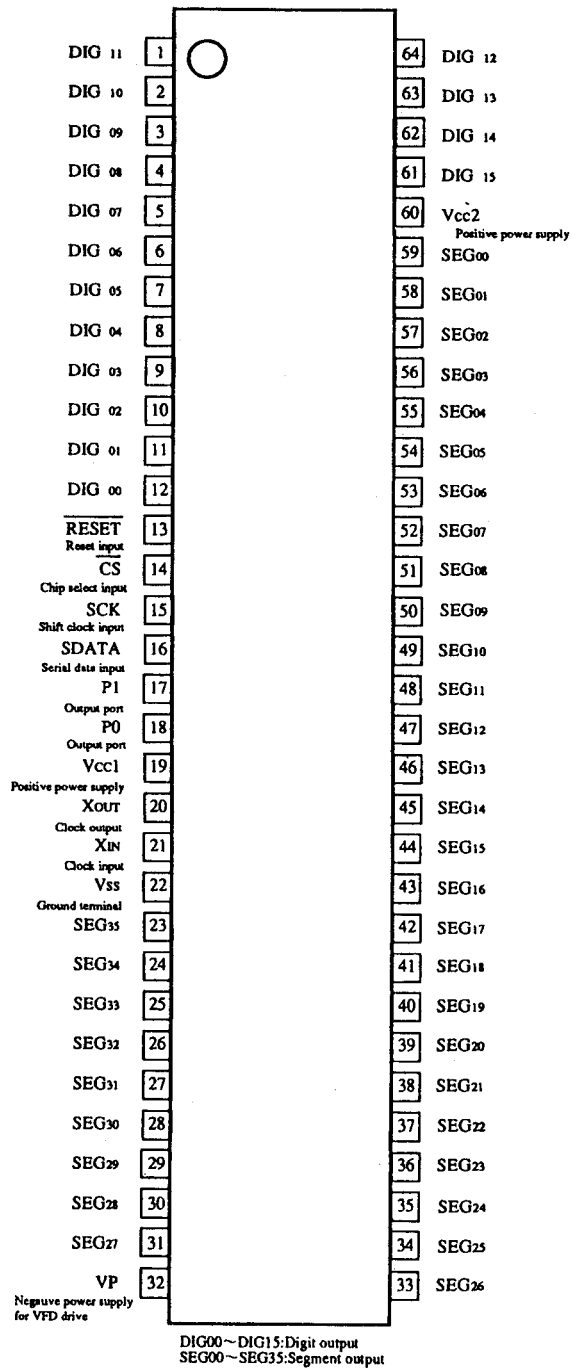 DIG 11 1 64 DIG 12
DIG 10 2 63 DIG 13
DIG 09 3 62 DIG 14
DIG 08 4 61 DIG 15
DIG 07 5 60 Vcc2
Positive power supply
DIG 06 6 59 SEG00
DIG 05 7 58 SEG01
DIG 04 8 57 SEG02
DIG 03 9 56 SEG03
DIG 02 10 55 SEG04
DIG 01 11 54 SEG05
DIG 00 12 53 SEG06
RESET 13 52 SEG07
Reset input
CS 14 51 SEG08
Chip select input
SCK 15 50 SEG09
Shift clock input
SDATA 16 49 SEG10
Serial data input
P1 17 48 SEG11
Output port
P0 18 47 SEG12
Output port
Vcc1 19 46 SEG13
Positive power supply
XOUT 20 45 SEG14
Clock output
XIN 21 44 SEG15
Clock input
Vss 22 43 SEG16
Ground terminal
SEG35 23 42 SEG17
SEG34 24 41 SEG18
SEG33 25 40 SEG19
SEG32 26 39 SEG20
SEG31 27 38 SEG21
SEG30 28 37 SEG22
SEG29 29 36 SEG23
SEG28 30 35 SEG24
SEG27 31 34 SEG25
VP 32 33 SEG26
Negauve power supply
for VFD drive
DIG00~DIG15:Digit output
SEG00~SEG35:Segment output